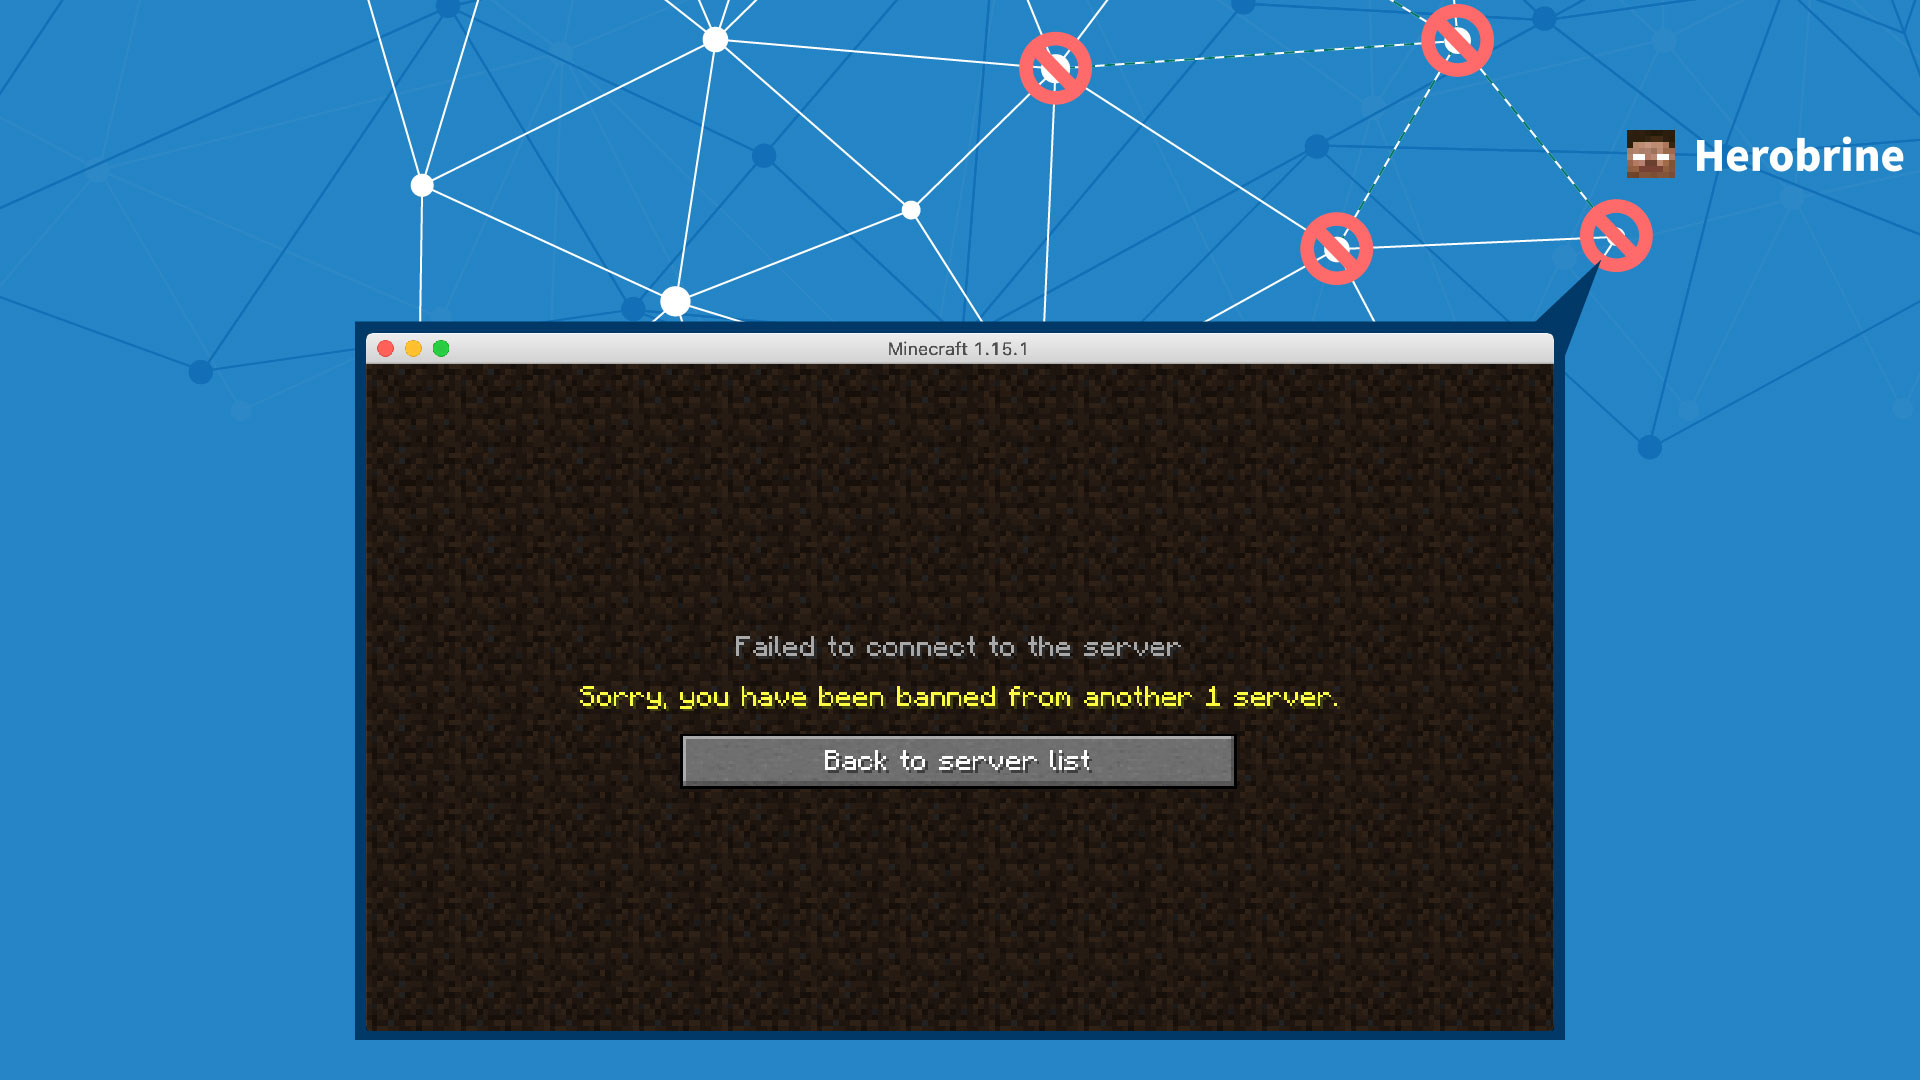 Herobrine
Minecraft 1.15.1
Failed to connect to the server
Sorry, you have been banned from another 1 server.
Back to server list